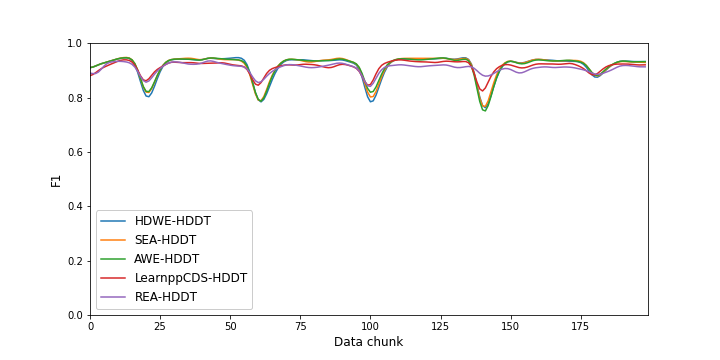 1.0
0.8
0.6
0.4
0.2
0.0
F1
HDWE-HDDT
SEA-HDDT
AWE-HDDT
LearnppCDS-HDDT
REA-HDDT
0 25 50 75 100 125 150 175
Data chunk